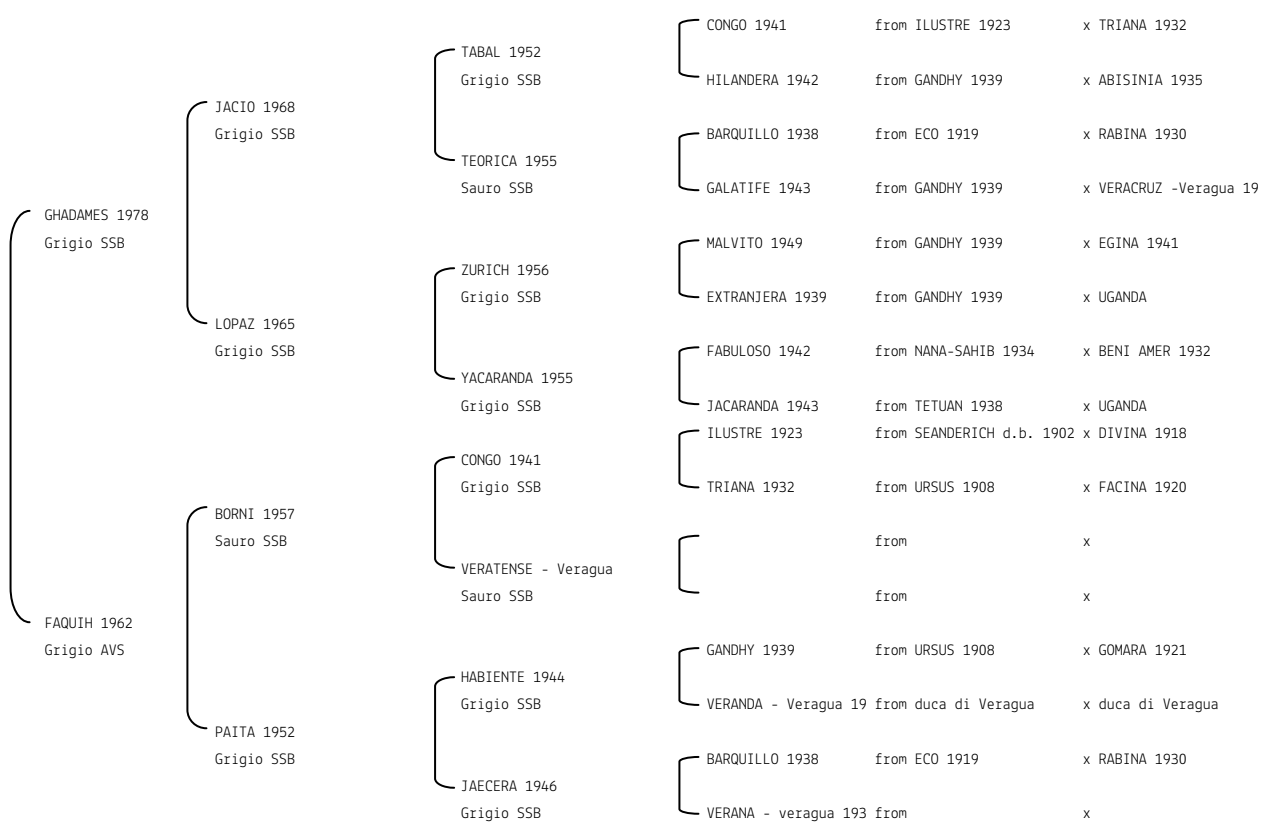 CONGO 1941 from ILUSTRE 1923 x TRIANA 1932
TABAL 1952
Grigio SSB HILANDERA 1942 from GANDHY 1939 x ABISINIA 1935
JACIO 1968
Grigio SSB BARQUILLO 1938 from ECO 1919 x RABINA 1930
TEORICA 1955
Sauro SSB GALATIFE 1943 from GANDHY 1939 x VERACRUZ -Veragua 19
GHADAMES 1978
Grigio SSB MALVITO 1949 from GANDHY 1939 x EGINA 1941
ZURICH 1956
Grigio SSB EXTRANJERA 1939 from GANDHY 1939 x UGANDA
LOPAZ 1965
Grigio SSB FABULOSO 1942 from NANA-SAHIB 1934 x BENI AMER 1932
YACARANDA 1955
Grigio SSB JACARANDA 1943 from TETUAN 1938 x UGANDA
ILUSTRE 1923 from SEANDERICH d.b. 1902 x DIVINA 1918
CONGO 1941
Grigio SSB TRIANA 1932 from URSUS 1908 x FACINA 1920
BORNI 1957
Sauro SSB from x
VERATENSE - Veragua
Sauro SSB from x
FAQUIH 1962
Grigio AVS GANDHY 1939 from URSUS 1908 x GOMARA 1921
HABIENTE 1944
Grigio SSB VERANDA - Veragua 19 from duca di Veragua x duca di Veragua
PAITA 1952
Grigio SSB BARQUILLO 1938 from ECO 1919 x RABINA 1930
JAECERA 1946
Grigio SSB VERANA - veragua 193 from x